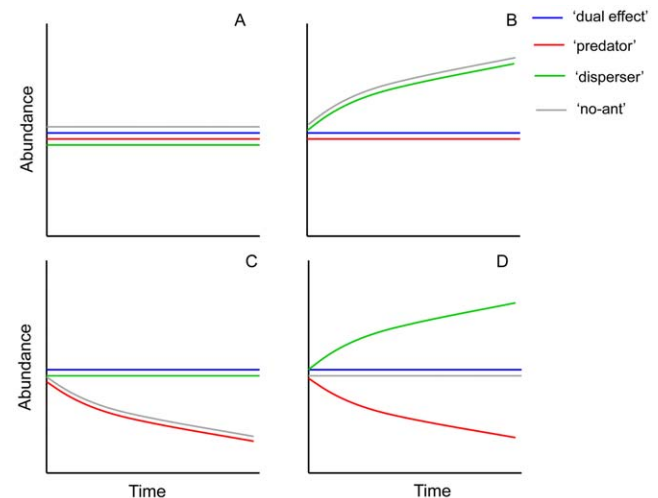 A
B
'dual effect'
'predator'
'disperser'
'no-ant'
Abundance
C
D
Abundance
Time
Time